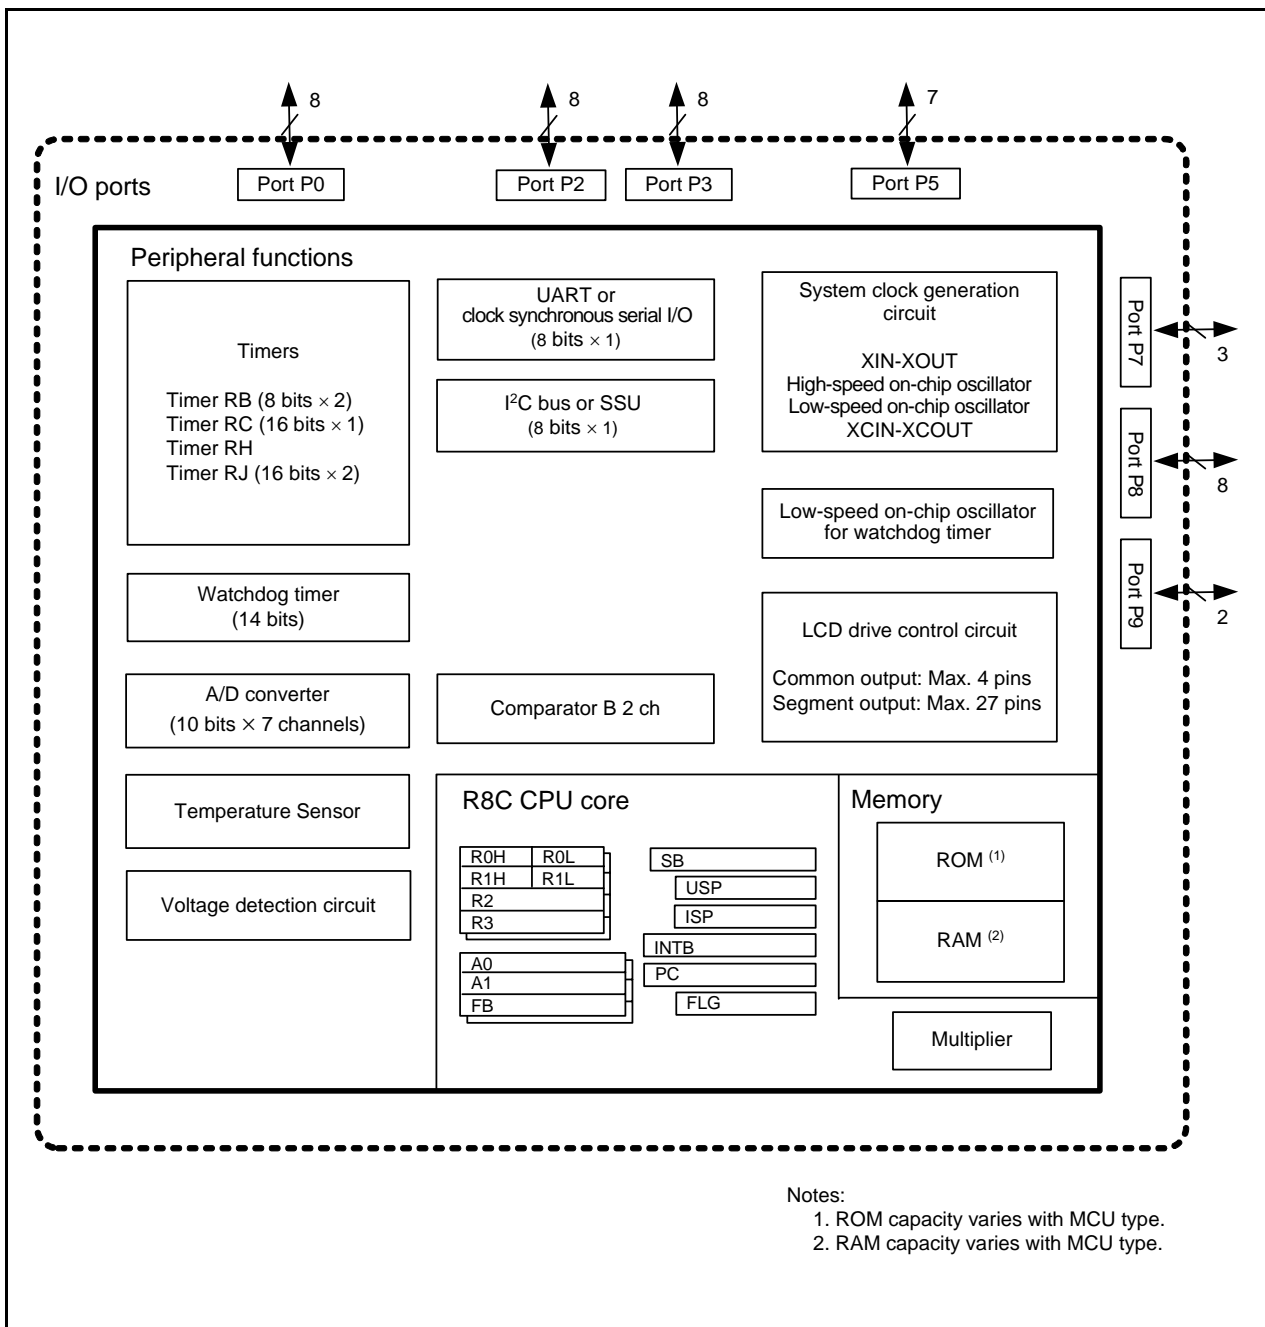 8
8
8
7
I/O ports
Port P0
Port P2
Port P3
Port P5
Peripheral functions
Timers
Timer RB (8 bits × 2)
Timer RC (16 bits × 1)
Timer RH
Timer RJ (16 bits × 2)
UART or
clock synchronous serial I/O
(8 bits × 1)
I²C bus or SSU
(8 bits × 1)
System clock generation
circuit
XIN-XOUT
High-speed on-chip oscillator
Low-speed on-chip oscillator
XCIN-XCOUT
Low-speed on-chip oscillator
for watchdog timer
Port P7
3
Port P8
8
Port P9
2
Watchdog timer
(14 bits)
LCD drive control circuit
Common output: Max. 4 pins
Segment output: Max. 27 pins
A/D converter
(10 bits × 7 channels)
Comparator B 2 ch
Temperature Sensor
Voltage detection circuit
R8C CPU core
R0H R0L
R1H R1L
R2
R3
A0
A1
FB
SB
USP
ISP
INTB
PC
FLG
Memory
ROM (1)
RAM (2)
Multiplier
Notes:
1. ROM capacity varies with MCU type.
2. RAM capacity varies with MCU type.